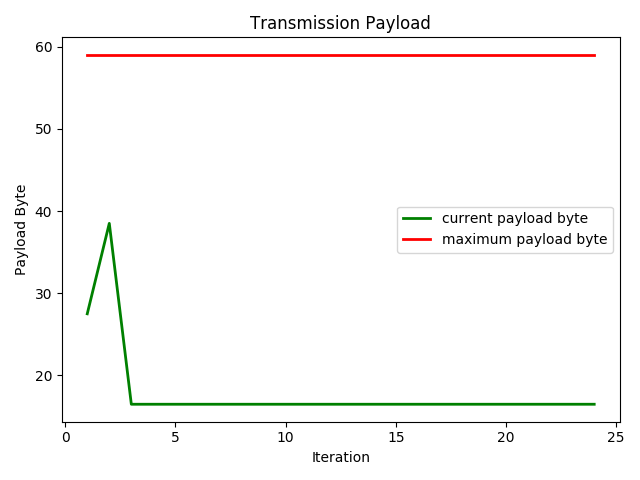 Transmission Payload
60
50
40
30
20
Payload Byte
current payload byte
maximum payload byte
0 5 10 15 20 25
Iteration